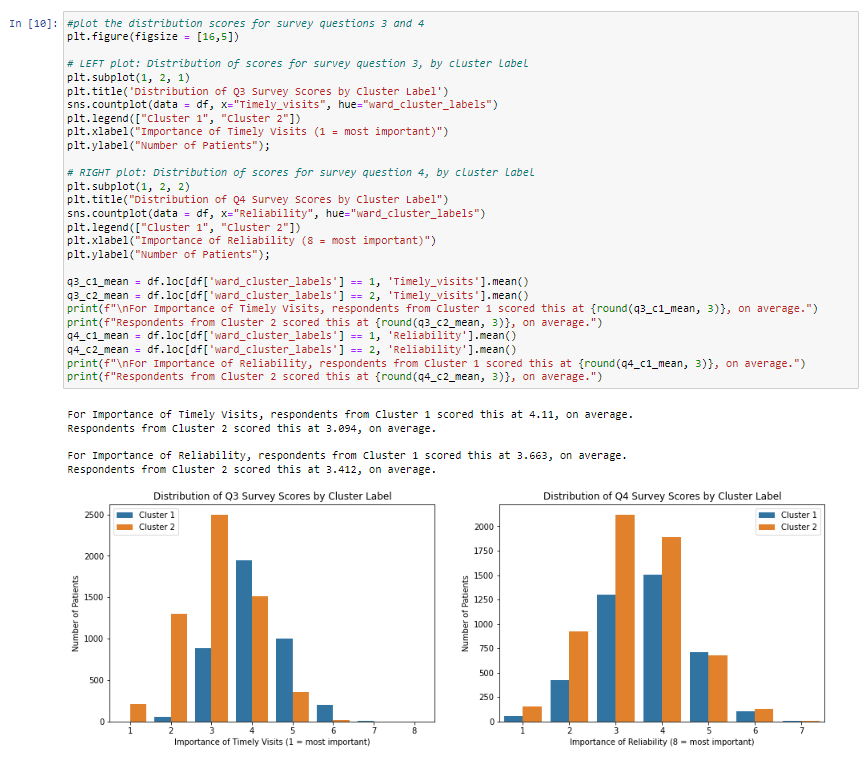 In [10]: #plot the distribution scores for survey questions 3 and 4
plt.figure(figsize = [16,5])
# LEFT plot: Distribution of scores for survey question 3, by cluster label
plt.subplot(1, 2, 1)
plt.title('Distribution of Q3 Survey Scores by Cluster Label')
sns.countplot(data = df, x="Timely_visits", hue="ward_cluster_labels")
plt.legend(["Cluster 1", "Cluster 2"])
plt.xlabel("Importance of Timely Visits (1 = most important)")
plt.ylabel("Number of Patients");
# RIGHT plot: Distribution of scores for survey question 4, by cluster label
plt.subplot(1, 2, 2)
plt.title("Distribution of Q4 Survey Scores by Cluster Label")
sns.countplot(data = df, x="Reliability", hue="ward_cluster_labels")
plt.legend(["Cluster 1", "Cluster 2"])
plt.xlabel("Importance of Reliability (8 = most important)")
plt.ylabel("Number of Patients");
q3_c1_mean = df.loc[df['ward_cluster_labels'] == 1, 'Timely_visits'].mean()
q3_c2_mean = df.loc[df['ward_cluster_labels'] == 2, 'Timely_visits'].mean()
print(f"\nFor Importance of Timely Visits, respondents from Cluster 1 scored this at {round(q3_c1_mean, 3)}, on average.")
print(f"Respondents from Cluster 2 scored this at {round(q3_c2_mean, 3)}, on average.")
q4_c1_mean = df.loc[df['ward_cluster_labels'] == 1, 'Reliability'].mean()
q4_c2_mean = df.loc[df['ward_cluster_labels'] == 2, 'Reliability'].mean()
print(f"\nFor Importance of Reliability, respondents from Cluster 1 scored this at {round(q4_c1_mean, 3)}, on average.")
print(f"Respondents from Cluster 2 scored this at {round(q4_c2_mean, 3)}, on average.")
For Importance of Timely Visits, respondents from Cluster 1 scored this at 4.11, on average.
Respondents from Cluster 2 scored this at 3.094, on average.
For Importance of Reliability, respondents from Cluster 1 scored this at 3.663, on average.
Respondents from Cluster 2 scored this at 3.412, on average.
Distribution of Q3 Survey Scores by Cluster Label
Cluster 1
Cluster 2
2500
2000
1500
1000
500
0
Number of Patients
1 2 3 4 5 6 7 8
Importance of Timely Visits (1 = most important)
Distribution of Q4 Survey Scores by Cluster Label
Cluster 1
Cluster 2
2000
1750
1500
1250
1000
750
500
250
0
Number of Patients
1 2 3 4 5 6 7
Importance of Reliability (8 = most important)